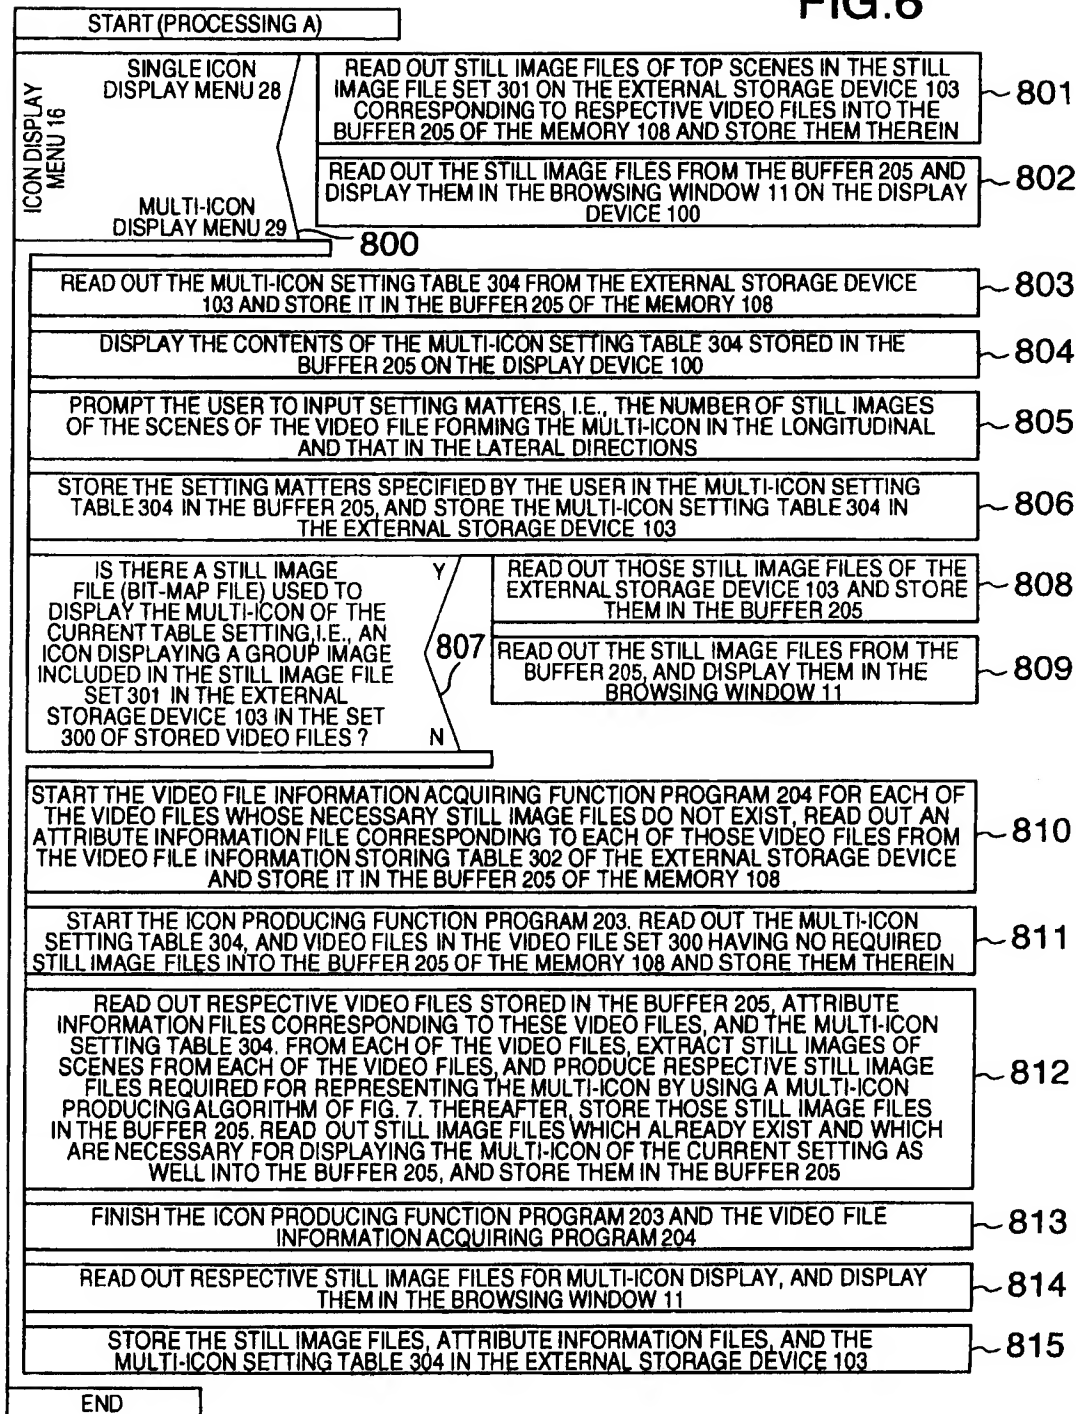 FIG.6
START (PROCESSING A)
ICON DISPLAY
MENU 16
SINGLE ICON
DISPLAY MENU 28
MULTI-ICON
DISPLAY MENU 29
800
READ OUT STILL IMAGE FILES OF TOP SCENES IN THE STILL
IMAGE FILE SET 301 ON THE EXTERNAL STORAGE DEVICE 103
CORRESPONDING TO RESPECTIVE VIDEO FILES INTO THE
BUFFER 205 OF THE MEMORY 108 AND STORE THEM THEREIN
801
READ OUT THE STILL IMAGE FILES FROM THE BUFFER 205 AND
DISPLAY THEM IN THE BROWSING WINDOW 11 ON THE DISPLAY
DEVICE 100
802
READ OUT THE MULTI-ICON SETTING TABLE 304 FROM THE EXTERNAL STORAGE DEVICE
103 AND STORE IT IN THE BUFFER 205 OF THE MEMORY 108
803
DISPLAY THE CONTENTS OF THE MULTI-ICON SETTING TABLE 304 STORED IN THE
BUFFER 205 ON THE DISPLAY DEVICE 100
804
PROMPT THE USER TO INPUT SETTING MATTERS, I.E., THE NUMBER OF STILL IMAGES
OF THE SCENES OF THE VIDEO FILE FORMING THE MULTI-ICON IN THE LONGITUDINAL
AND THAT IN THE LATERAL DIRECTIONS
805
STORE THE SETTING MATTERS SPECIFIED BY THE USER IN THE MULTI-ICON SETTING
TABLE 304 IN THE BUFFER 205, AND STORE THE MULTI-ICON SETTING TABLE 304 IN
THE EXTERNAL STORAGE DEVICE 103
806
IS THERE A STILL IMAGE
FILE (BIT-MAP FILE) USED TO
DISPLAY THE MULTI-ICON OF THE
CURRENT TABLE SETTING, I.E., AN
ICON DISPLAYING A GROUP IMAGE
INCLUDED IN THE STILL IMAGE FILE
SET 301 IN THE EXTERNAL
STORAGE DEVICE 103 IN THE SET
300 OF STORED VIDEO FILES ?
Y
807
N
READ OUT THOSE STILL IMAGE FILES OF THE
EXTERNAL STORAGE DEVICE 103 AND STORE
THEM IN THE BUFFER 205
808
READ OUT THE STILL IMAGE FILES FROM THE
BUFFER 205, AND DISPLAY THEM IN THE
BROWSING WINDOW 11
809
START THE VIDEO FILE INFORMATION ACQUIRING FUNCTION PROGRAM 204 FOR EACH OF
THE VIDEO FILES WHOSE NECESSARY STILL IMAGE FILES DO NOT EXIST, READ OUT AN
ATTRIBUTE INFORMATION FILE CORRESPONDING TO EACH OF THOSE VIDEO FILES FROM
THE VIDEO FILE INFORMATION STORING TABLE 302 OF THE EXTERNAL STORAGE DEVICE
AND STORE IT IN THE BUFFER 205 OF THE MEMORY 108
810
START THE ICON PRODUCING FUNCTION PROGRAM 203. READ OUT THE MULTI-ICON
SETTING TABLE 304, AND VIDEO FILES IN THE VIDEO FILE SET 300 HAVING NO REQUIRED
STILL IMAGE FILES INTO THE BUFFER 205 OF THE MEMORY 108 AND STORE THEM THEREIN
811
READ OUT RESPECTIVE VIDEO FILES STORED IN THE BUFFER 205, ATTRIBUTE
INFORMATION FILES CORRESPONDING TO THESE VIDEO FILES, AND THE MULTI-ICON
SETTING TABLE 304. FROM EACH OF THE VIDEO FILES, EXTRACT STILL IMAGES OF
SCENES FROM EACH OF THE VIDEO FILES, AND PRODUCE RESPECTIVE STILL IMAGE
FILES REQUIRED FOR REPRESENTING THE MULTI-ICON BY USING A MULTI-ICON
PRODUCING ALGORITHM OF FIG. 7. THEREAFTER, STORE THOSE STILL IMAGE FILES
IN THE BUFFER 205. READ OUT STILL IMAGE FILES WHICH ALREADY EXIST AND WHICH
ARE NECESSARY FOR DISPLAYING THE MULTI-ICON OF THE CURRENT SETTING AS
WELL INTO THE BUFFER 205, AND STORE THEM IN THE BUFFER 205
812
FINISH THE ICON PRODUCING FUNCTION PROGRAM 203 AND THE VIDEO FILE
INFORMATION ACQUIRING PROGRAM 204
813
READ OUT RESPECTIVE STILL IMAGE FILES FOR MULTI-ICON DISPLAY, AND DISPLAY
THEM IN THE BROWSING WINDOW 11
814
STORE THE STILL IMAGE FILES, ATTRIBUTE INFORMATION FILES, AND THE
MULTI-ICON SETTING TABLE 304 IN THE EXTERNAL STORAGE DEVICE 103
815
END